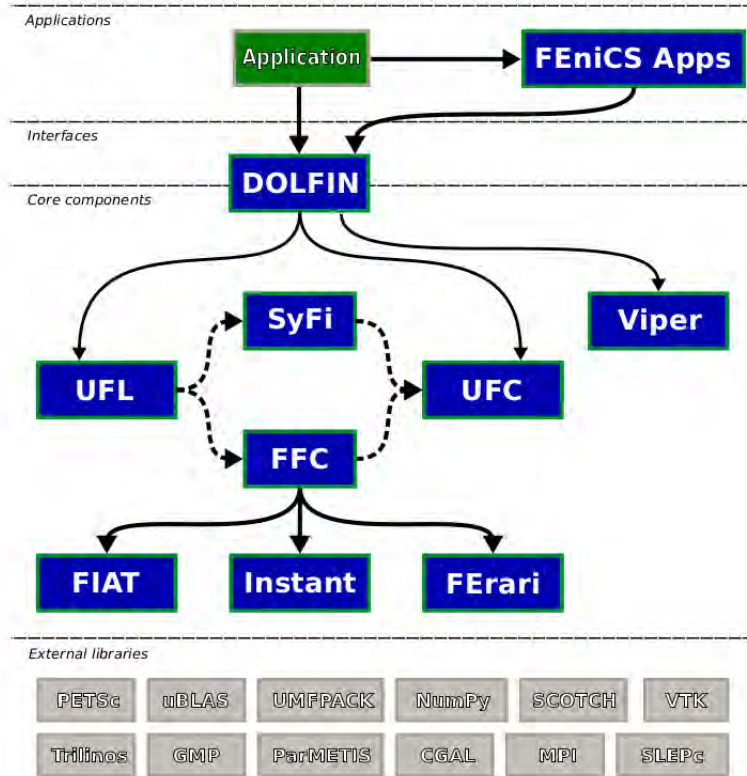 Applications
Application
FEniCS Apps
Interfaces
DOLFIN
Core components
SyFi
Viper
UFL
UFC
FFC
FIAT
Instant
FErari
External libraries
PETSc
uBLAS
UMFPACK
NumPy
SCOTCH
VTK
Trilinos
GMP
ParMETIS
CGAL
MPI
SLEPc